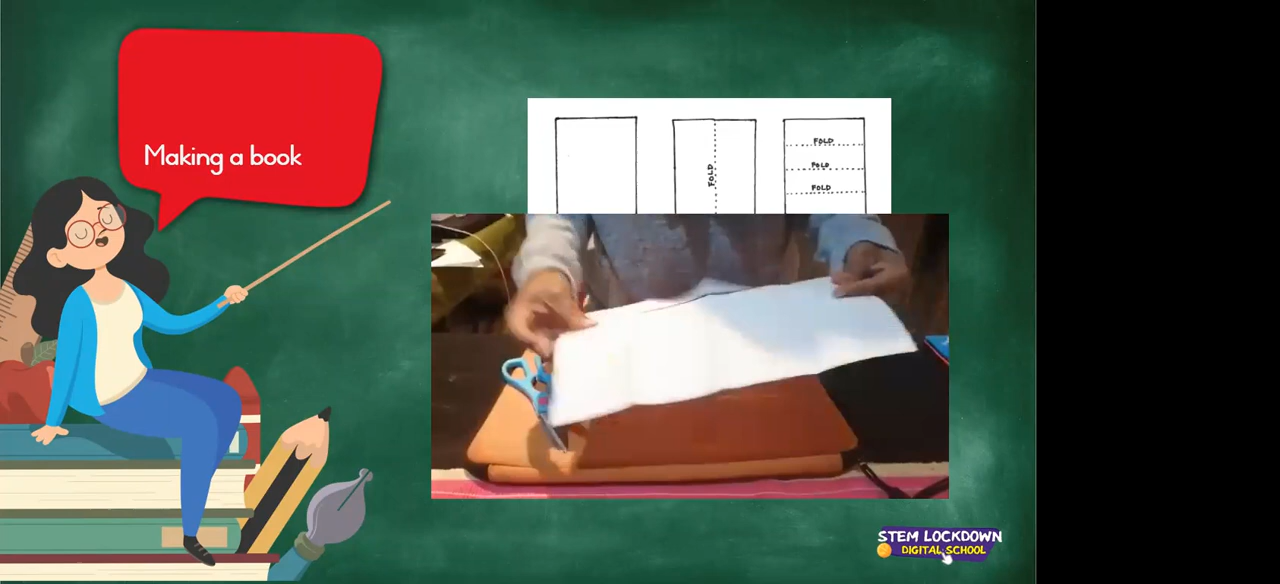 Making a book
FOLD
FOLD
FOLD
FOLD
STEM LOCKDOWN
DIGITAL SCHOOL